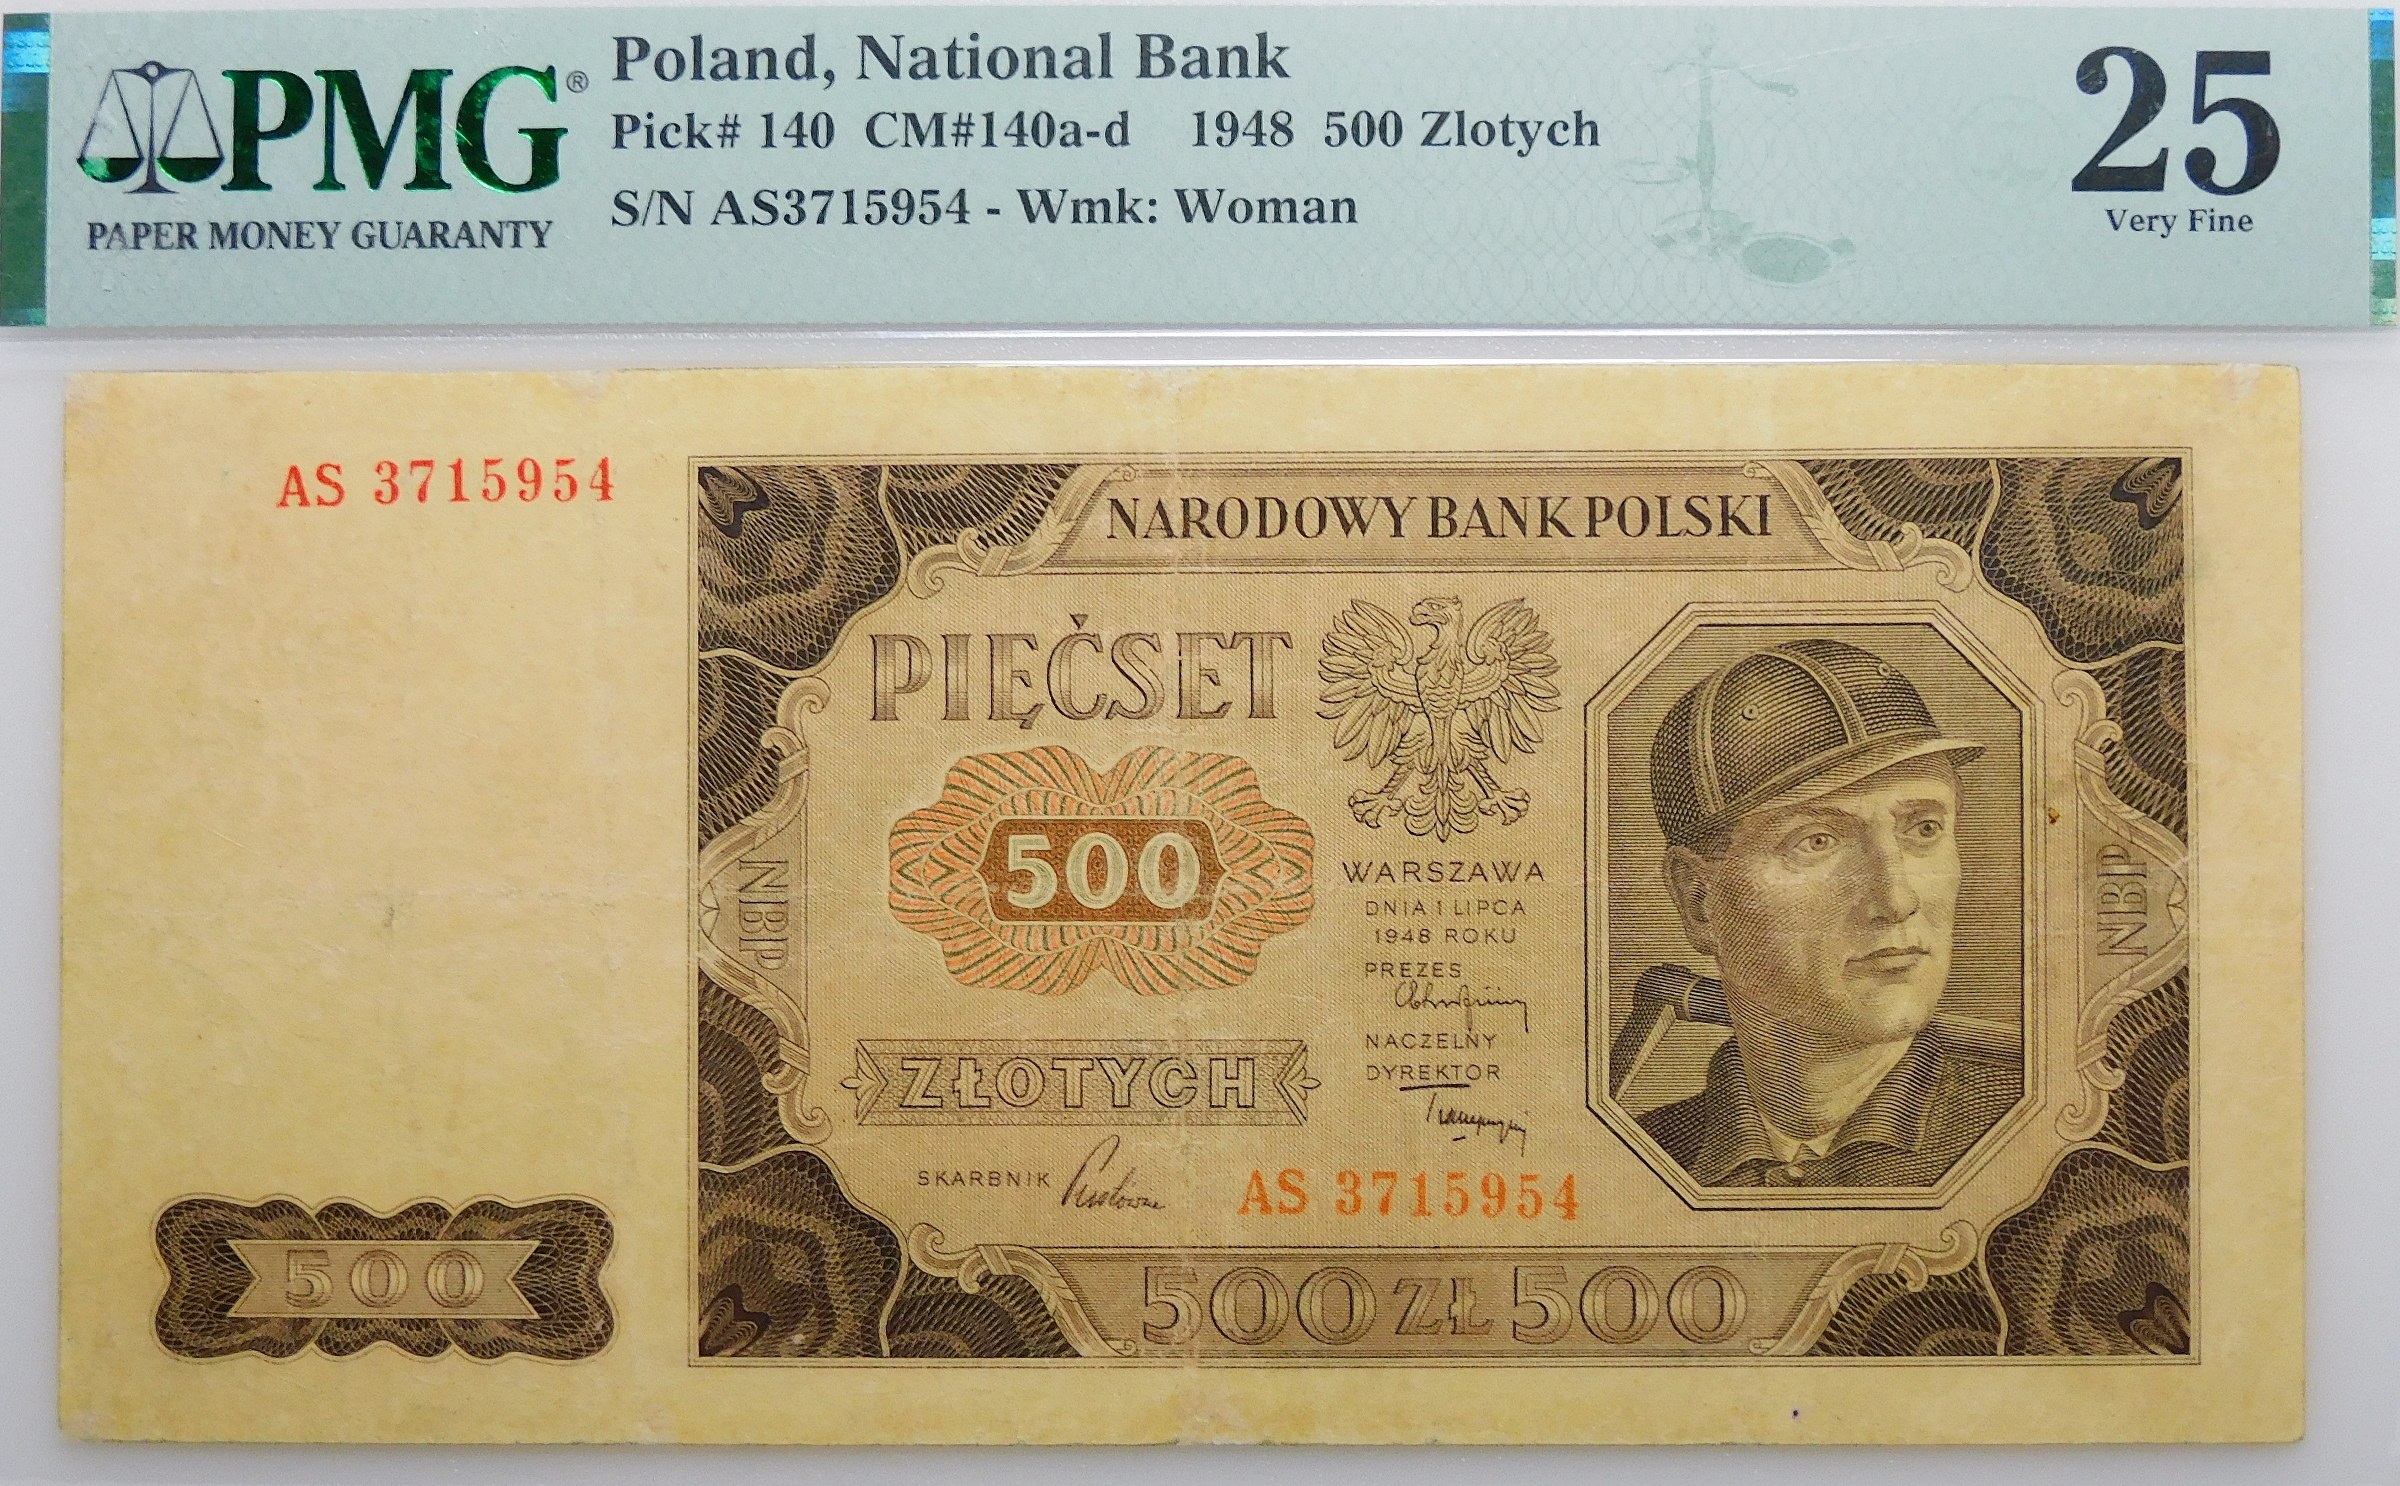 PMG®
PAPER MONEY GUARANTY
Poland, National Bank
Pick# 140 CM#140a-d 1948 500 Zlotych
S/N AS3715954 - Wmk: Woman
25
Very Fine
AS 3715954
NARODOWY BANK POLSKI
PIĘĆSET
500
ZŁOTYCH
NBP
NBP
WARSZAWA
DNIA 1 LIPCA
1948 ROKU
PREZES
NACZELNY
DYREKTOR
SKARBNIK
AS 3715954
500
500 ZŁ 500